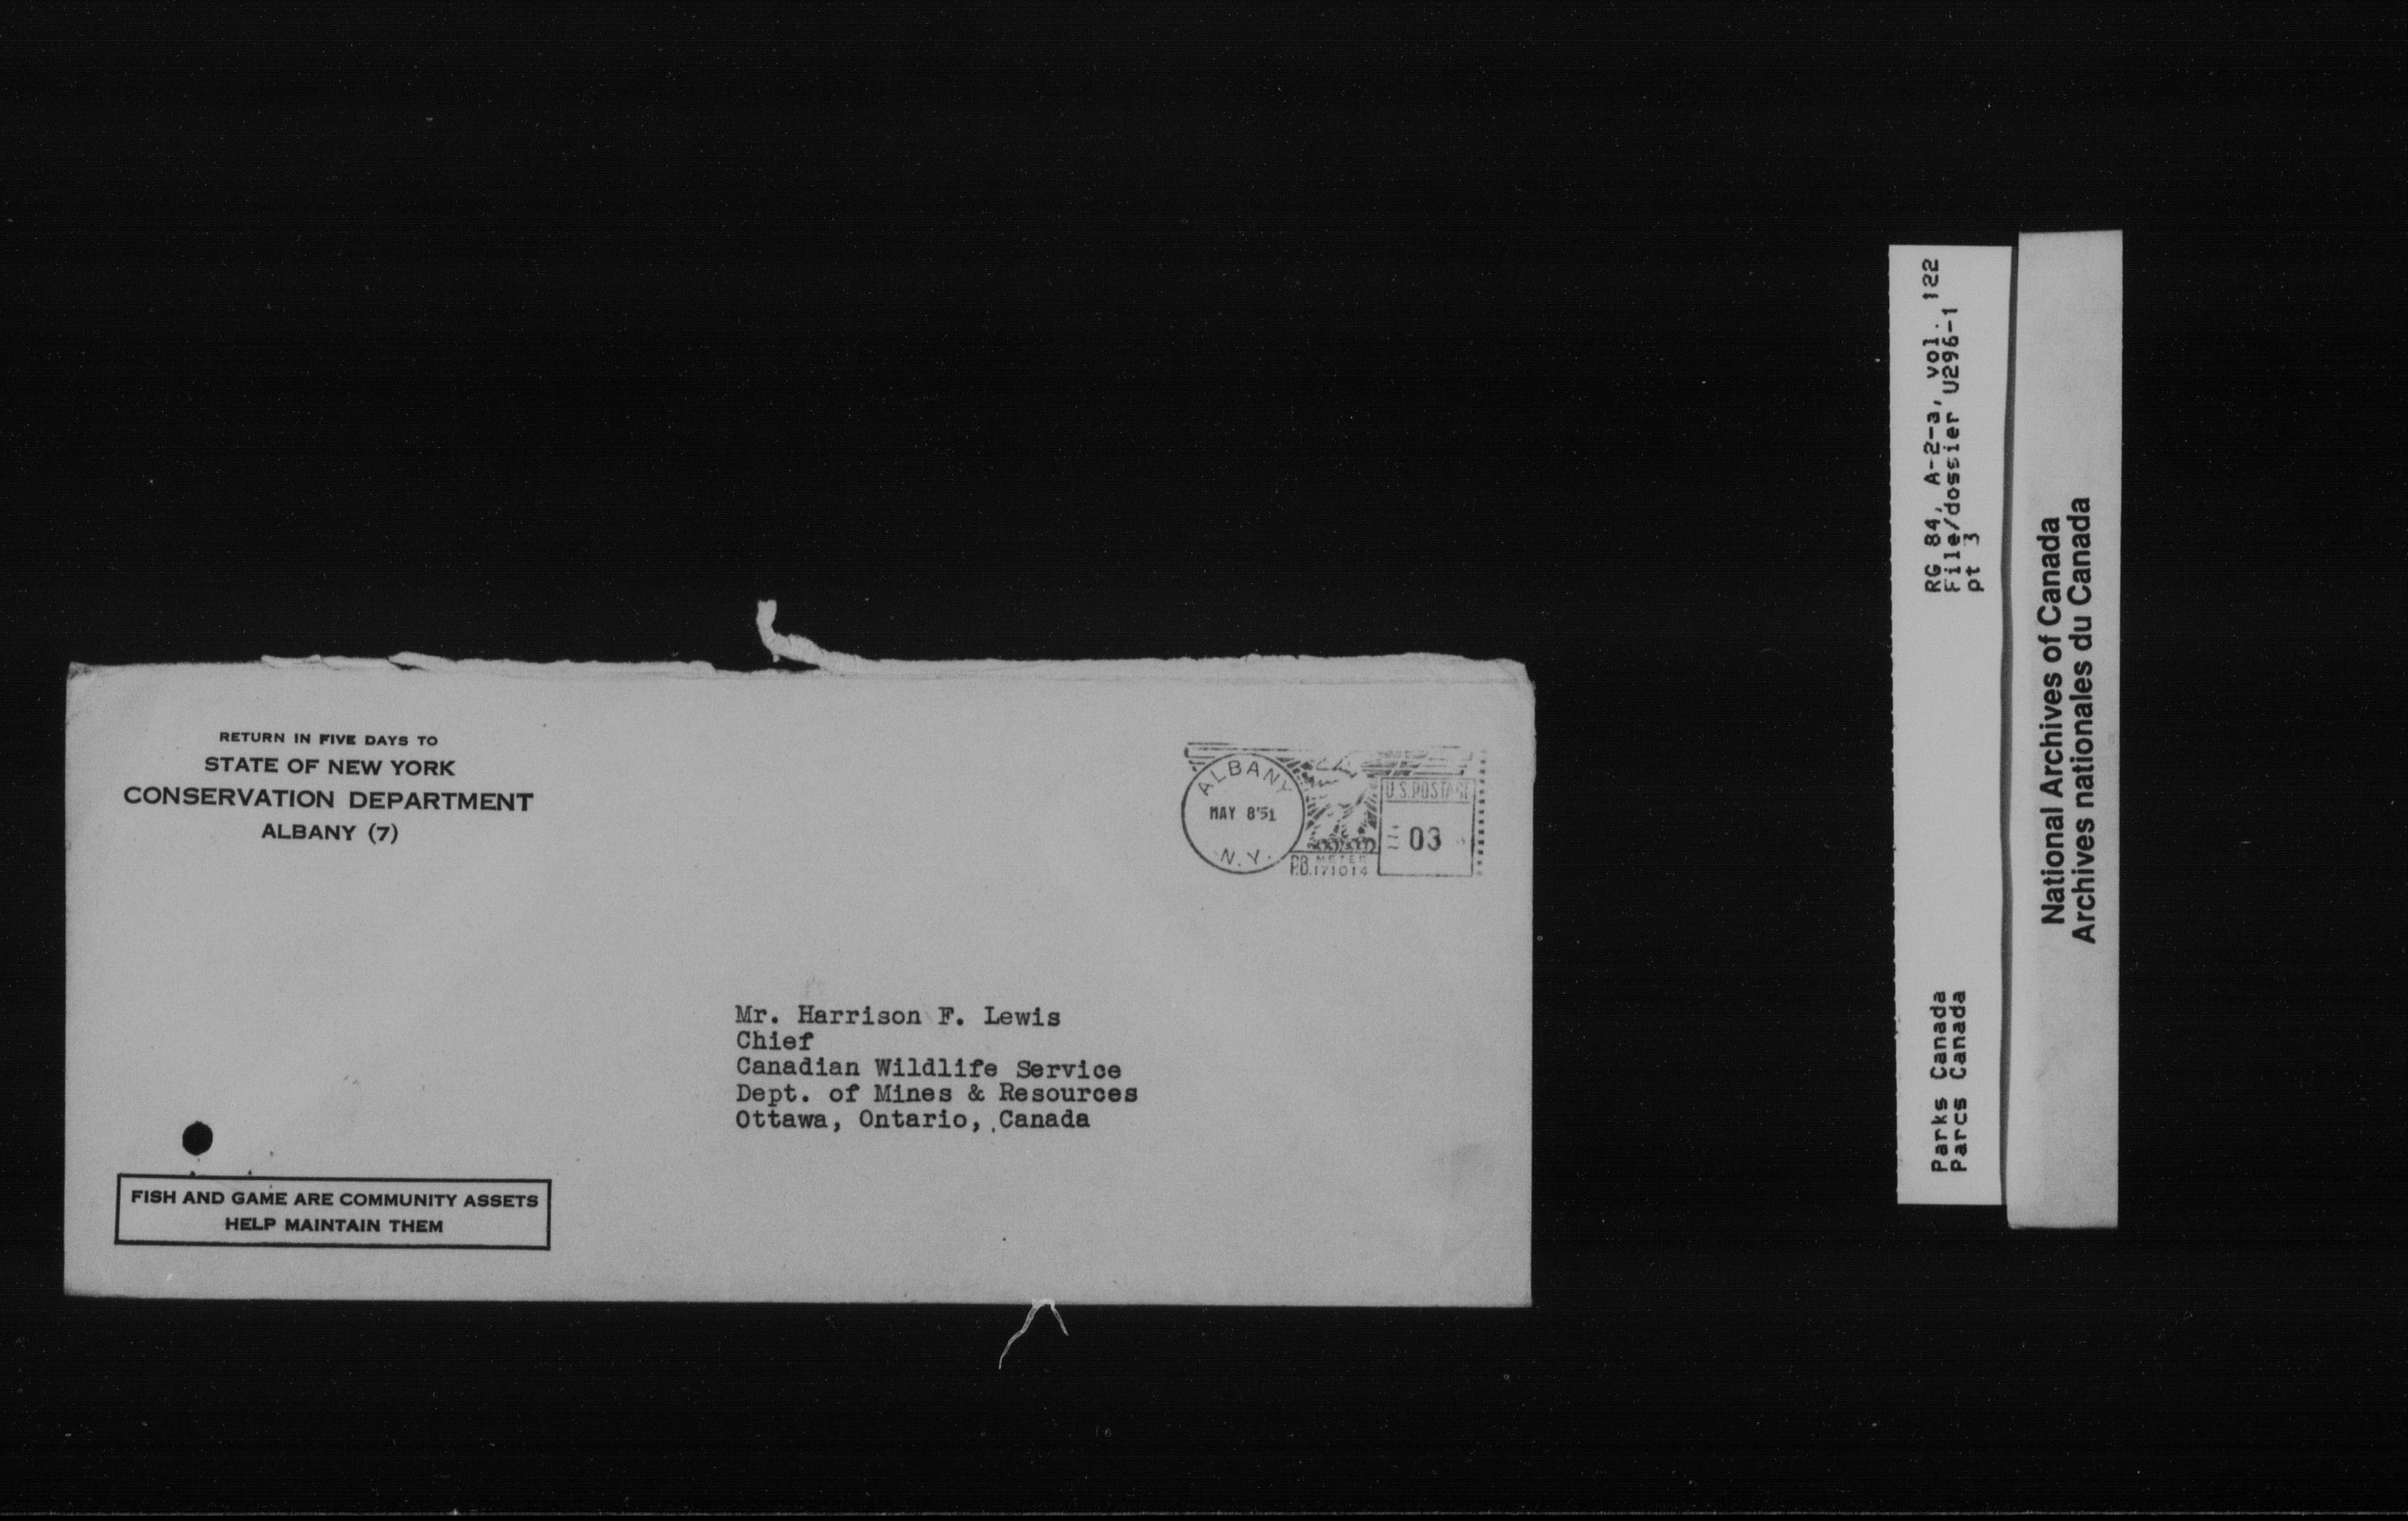 RETURN IN FIVE DAYS TO
STATE OF NEW YORK
CONSERVATION DEPARTMENT
ALBANY (7)
ALBANY
MAY 8'51
N.Y.
U.S. POSTAGE
03
P.B. METER
171014
Mr. Harrison F. Lewis
Chief
Canadian Wildlife Service
Dept. of Mines & Resources
Ottawa, Ontario, Canada
FISH AND GAME ARE COMMUNITY ASSETS
HELP MAINTAIN THEM
Parks Canada
Parcs Canada
RG 84, A-2-a, vol. 122
File/dossier U296-1
pt 3
National Archives of Canada
Archives nationales du Canada